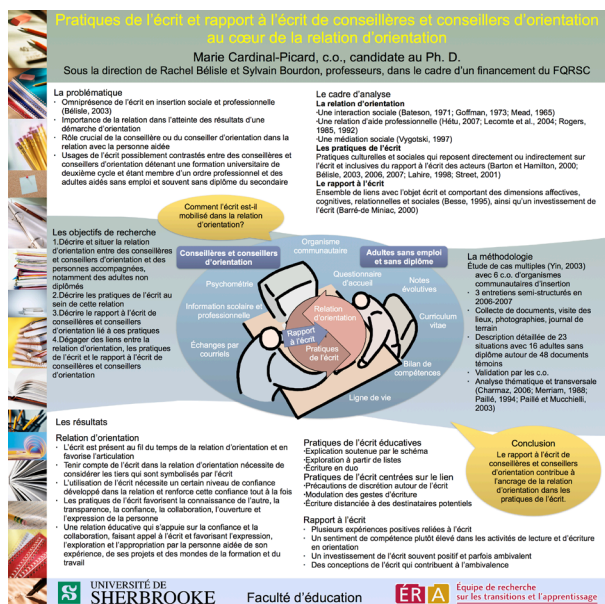 Pratiques de l'écrit et rapport à l'écrit de conseillères et conseillers d'orientation
au cœur de la relation d'orientation
Marie Cardinal-Picard, c.o., candidate au Ph. D.
Sous la direction de Rachel Bélisle et Sylvain Bourdon, professeurs, dans le cadre d'un financement du FQRSC
La problématique
· Omniprésence de l'écrit en insertion sociale et professionnelle
(Bélisle, 2003)
· Importance de la relation dans l'atteinte des résultats d'une
démarche d'orientation
· Rôle crucial de la conseillère ou du conseiller d'orientation dans la
relation avec la personne aidée
· Usages de l'écrit possiblement contrastés entre des conseillères et
conseillers d'orientation détenant une formation universitaire de
deuxième cycle et étant membre d'un ordre professionnel et des
adultes aidés sans emploi et souvent sans diplôme du secondaire
Le cadre d'analyse
La relation d'orientation
· Une interaction sociale (Bateson, 1971; Goffman, 1973; Mead, 1965)
· Une relation d'aide professionnelle (Hétu, 2007; Lecomte et al., 2004; Rogers,
1985, 1992)
· Une médiation sociale (Vygotski, 1997)
Les pratiques de l'écrit
Pratiques culturelles et sociales qui reposent directement ou indirectement sur
l'écrit et inclusives du rapport à l'écrit des acteurs (Barton et Hamilton, 2000;
Bélisle, 2003, 2006, 2007; Lahire, 1998; Street, 2001)
Le rapport à l'écrit
Ensemble de liens avec l'objet écrit et comportant des dimensions affectives,
cognitives, relationnelles et sociales (Besse, 1995), ainsi qu'un investissement de
l'écrit (Barré-de Miniac, 2000)
Comment l'écrit est-il
mobilisé dans la relation
d'orientation?
Les objectifs de recherche
1.Décrire et situer la relation
d'orientation entre des conseillères
et conseillers d'orientation et
des personnes accompagnées,
notamment des adultes non
diplômés
2.Décrire les pratiques de l'écrit au
sein de cette relation
3.Décrire le rapport à l'écrit de
conseillères et conseillers
d'orientation lié à ces pratiques
4.Dégager des liens entre la
relation d'orientation, les pratiques
de l'écrit et le rapport à l'écrit de
conseillères et conseillers
d'orientation
Organisme
communautaire
Conseillères et conseillers
d'orientation
Adultes sans emploi
et sans diplôme
Psychométrie
Questionnaire
d'accueil
Notes
évolutives
Information scolaire et
professionnelle
Relation
d'orientation
Curriculum
vitae
Rapport
à l'écrit
Échanges par
courriels
Pratiques
de l'écrit
Bilan de
compétences
Ligne de vie
La méthodologie
Étude de cas multiples (Yin, 2003)
avec 6 c.o. d'organismes
communautaires d'insertion
· 3 entretiens semi-structurés en
2006-2007
· Collecte de documents, visite des
lieux, photographies, journal de
terrain
· Description détaillée de 23
situations avec 16 adultes sans
diplôme autour de 48 documents
témoins
· Validation par les c.o.
· Analyse thématique et transversale
(Charmaz, 2006; Merriam, 1988;
Paillé, 1994; Paillé et Mucchielli,
2003)
Les résultats
Relation d'orientation
· L'écrit est présent au fil du temps de la relation d'orientation et en
favorise l'articulation
· Tenir compte de l'écrit dans la relation d'orientation nécessite de
considérer les tiers qui sont symbolisés par l'écrit
· L'utilisation de l'écrit nécessite un certain niveau de confiance
développé dans la relation et renforce cette confiance tout à la fois
· Les pratiques de l'écrit favorisent la connaissance de l'autre, la
transparence, la confiance, la collaboration, l'ouverture et
l'expression de la personne
· Une relation éducative qui s'appuie sur la confiance et la
collaboration, faisant appel à l'écrit et favorisant l'expression,
l'exploration et l'appropriation par la personne aidée de son
expérience, de ses projets et des mondes de la formation et du
travail
Pratiques de l'écrit éducatives
·Explication soutenue par le schéma
·Exploration à partir de listes
·Écriture en duo
Pratiques de l'écrit centrées sur le lien
·Précautions de discrétion autour de l'écrit
·Modulation des gestes d'écriture
·Écriture distanciée à des destinataires potentiels
Rapport à l'écrit
· Plusieurs expériences positives reliées à l'écrit
· Un sentiment de compétence plutôt élevé dans les activités de lecture et d'écriture
en orientation
· Un investissement de l'écrit souvent positif et parfois ambivalent
· Des conceptions de l'écrit qui contribuent à l'ambivalence
Conclusion
Le rapport à l'écrit de
conseillères et conseillers
d'orientation contribue à
l'ancrage de la relation
d'orientation dans les
pratiques de l'écrit.
UNIVERSITÉ DE
SHERBROOKE
Faculté d'éducation
ÉRTA
Équipe de recherche
sur les transitions et l'apprentissage